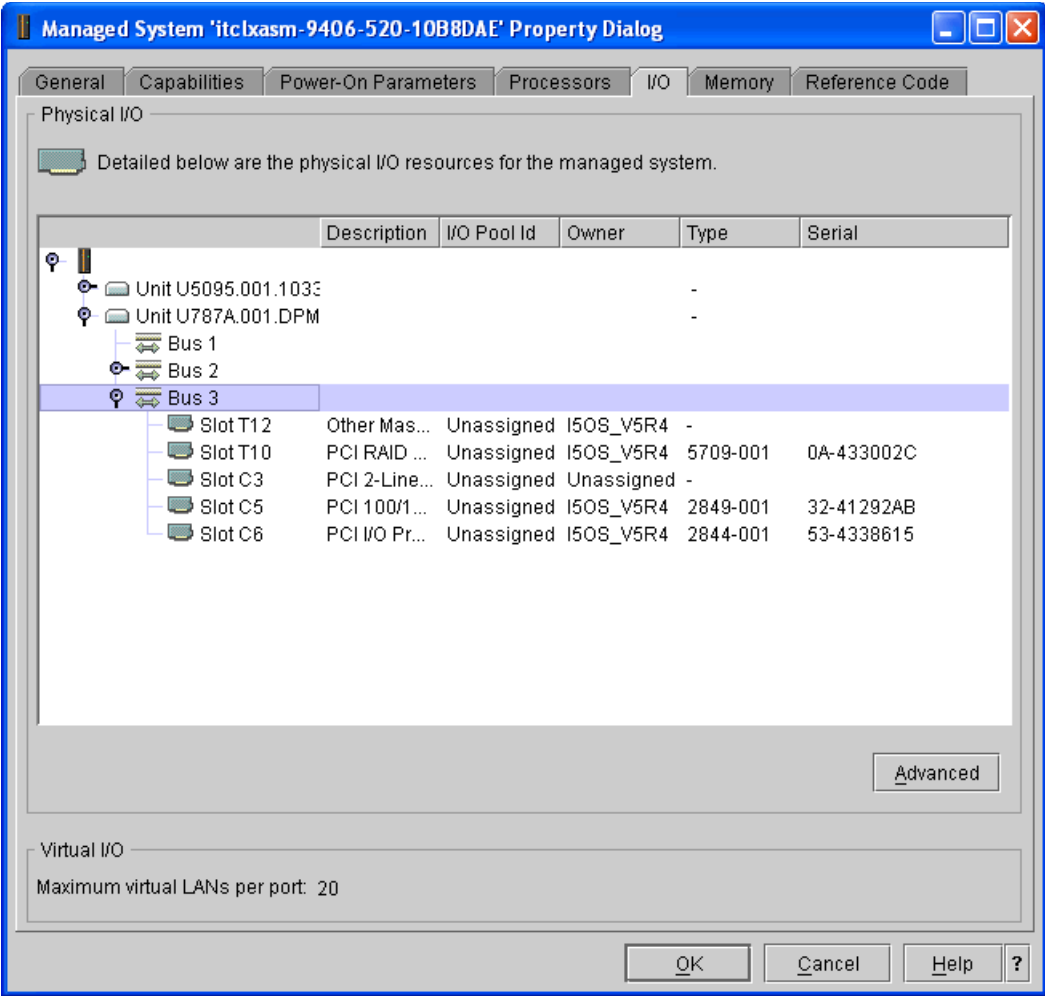 Managed System 'itclxasm-9406-520-10B8DAE' Property Dialog
General Capabilities Power-On Parameters Processors I/O Memory Reference Code
Physical I/O
Detailed below are the physical I/O resources for the managed system.
Description I/O Pool Id Owner Type Serial
Unit U5095.001.1033 -
Unit U787A.001.DPM -
Bus 1
Bus 2
Bus 3
Slot T12 Other Mas... Unassigned I5OS_V5R4 -
Slot T10 PCI RAID ... Unassigned I5OS_V5R4 5709-001 0A-433002C
Slot C3 PCI 2-Line... Unassigned Unassigned -
Slot C5 PCI 100/1... Unassigned I5OS_V5R4 2849-001 32-41292AB
Slot C6 PCI I/O Pr... Unassigned I5OS_V5R4 2844-001 53-4338615
Advanced
Virtual I/O
Maximum virtual LANs per port: 20
OK Cancel Help ?